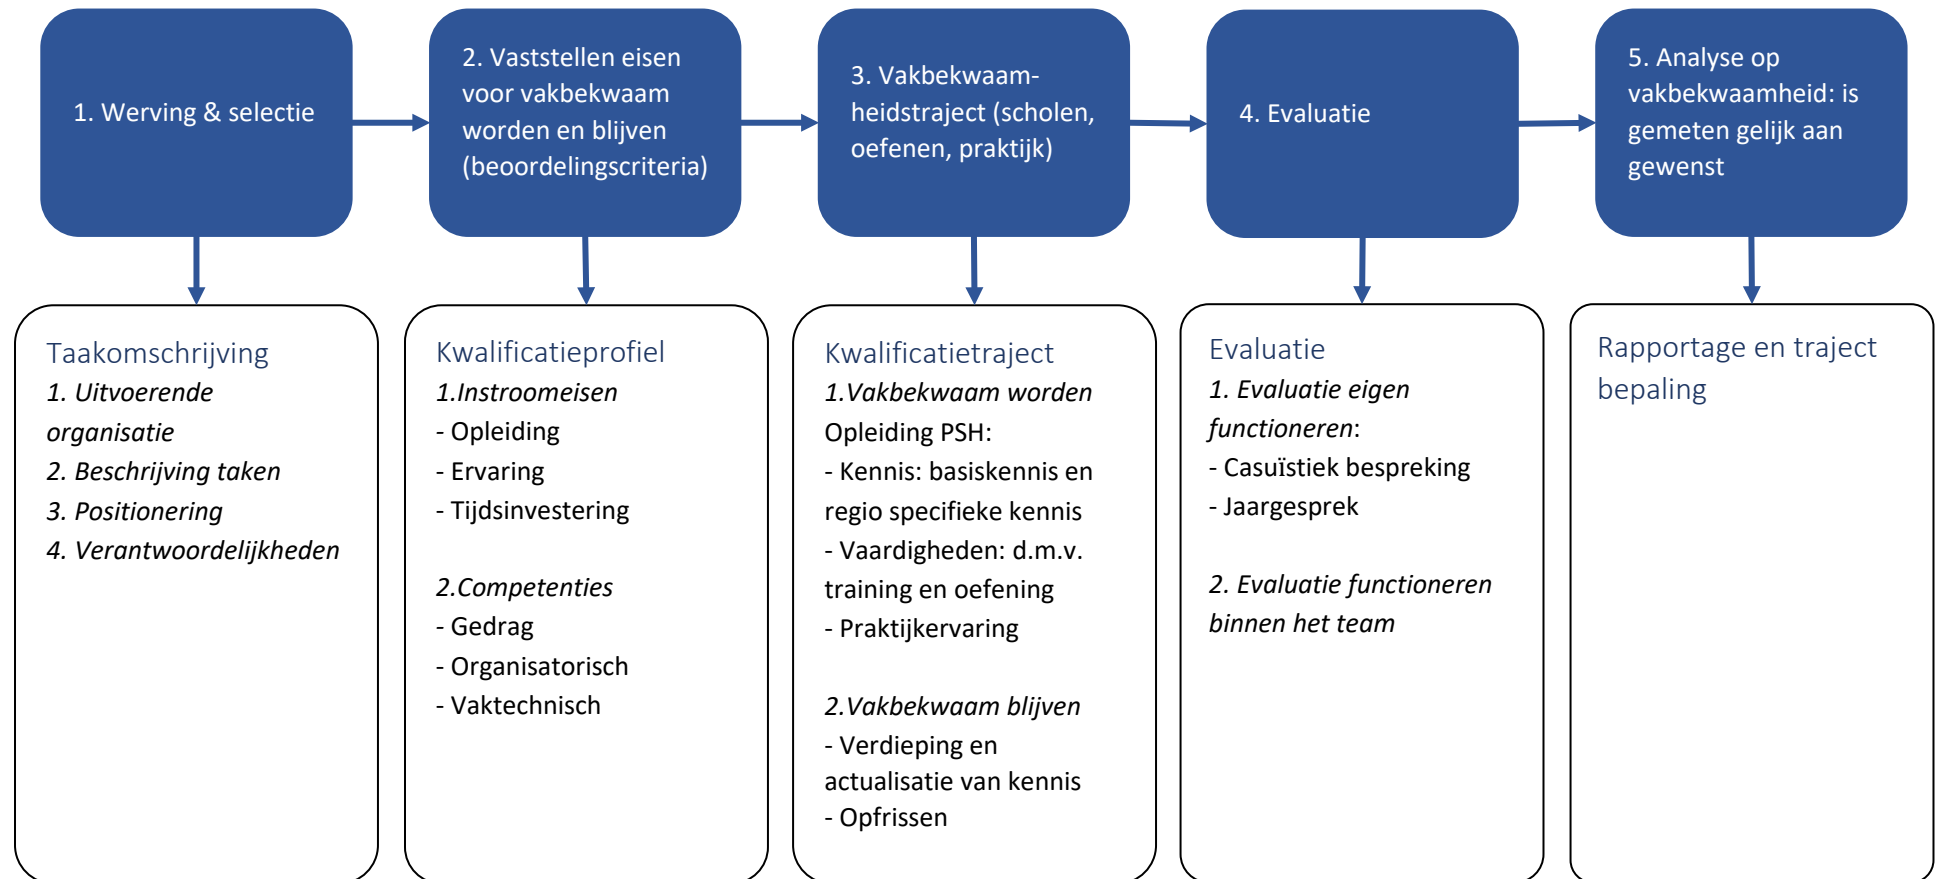 1. Werving & selectie
2. Vaststellen eisen
voor vakbekwaam
worden en blijven
(beoordelingscriteria)
3. Vakbekwaam-
heidstraject (scholen,
oefenen, praktijk)
4. Evaluatie
5. Analyse op
vakbekwaamheid: is
gemeten gelijk aan
gewenst
Taakomschrijving
1. Uitvoerende
organisatie
2. Beschrijving taken
3. Positionering
4. Verantwoordelijkheden
Kwalificatieprofiel
1.Instroomeisen
- Opleiding
- Ervaring
- Tijdsinvestering
2.Competenties
- Gedrag
- Organisatorisch
- Vaktechnisch
Kwalificatietraject
1.Vakbekwaam worden
Opleiding PSH:
- Kennis: basiskennis en
regio specifieke kennis
- Vaardigheden: d.m.v.
training en oefening
- Praktijkervaring
2.Vakbekwaam blijven
- Verdieping en
actualisatie van kennis
- Opfrissen
Evaluatie
1. Evaluatie eigen
functioneren:
- Casuïstiek bespreking
- Jaargesprek
2. Evaluatie functioneren
binnen het team
Rapportage en traject
bepaling